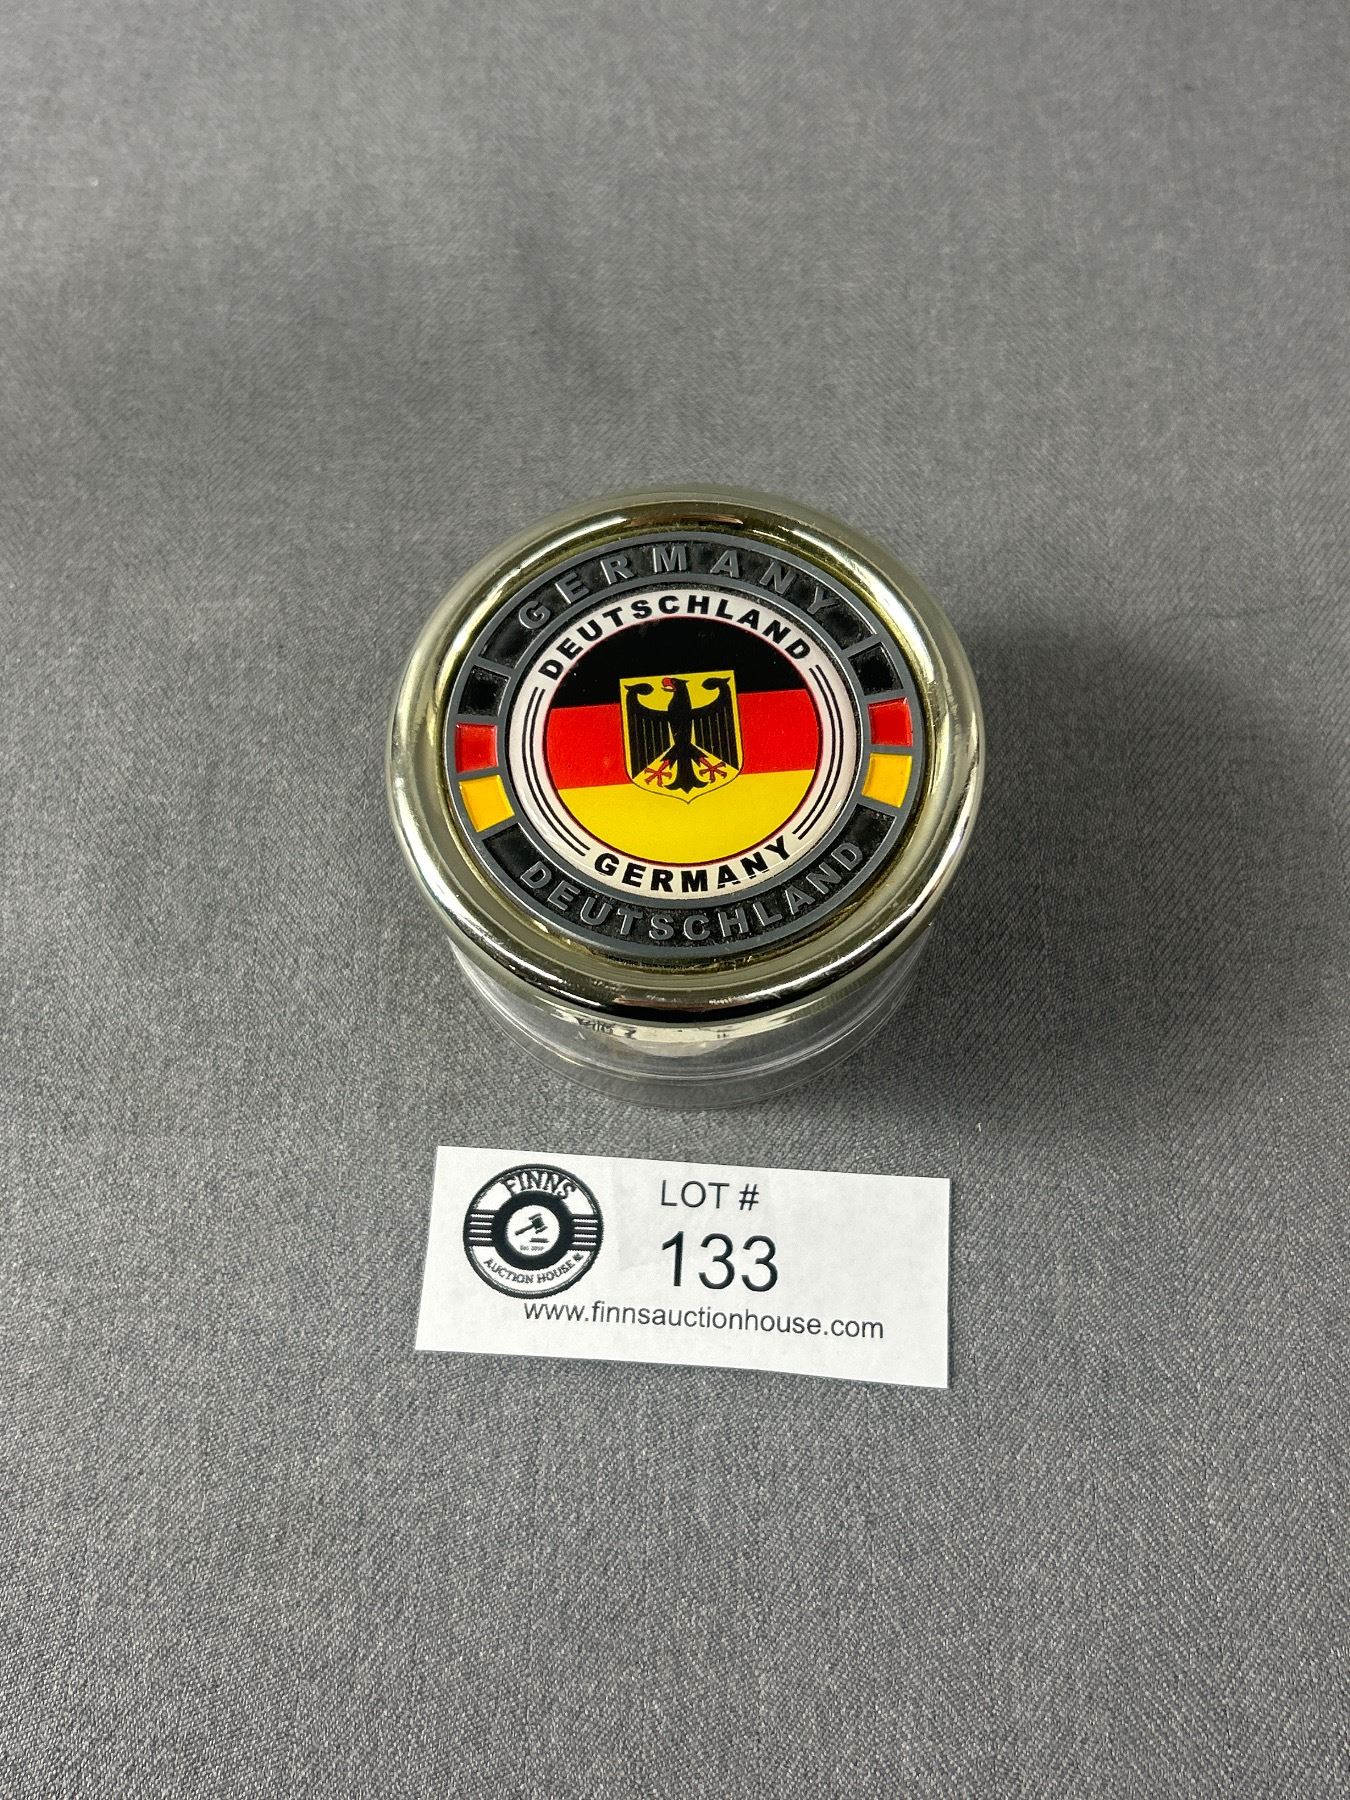 GERMANY
DEUTSCHLAND
GERMANY
DEUTSCHLAND
FINNS
AUCTION HOUSE
LOT #
133
www.finnsauctionhouse.com